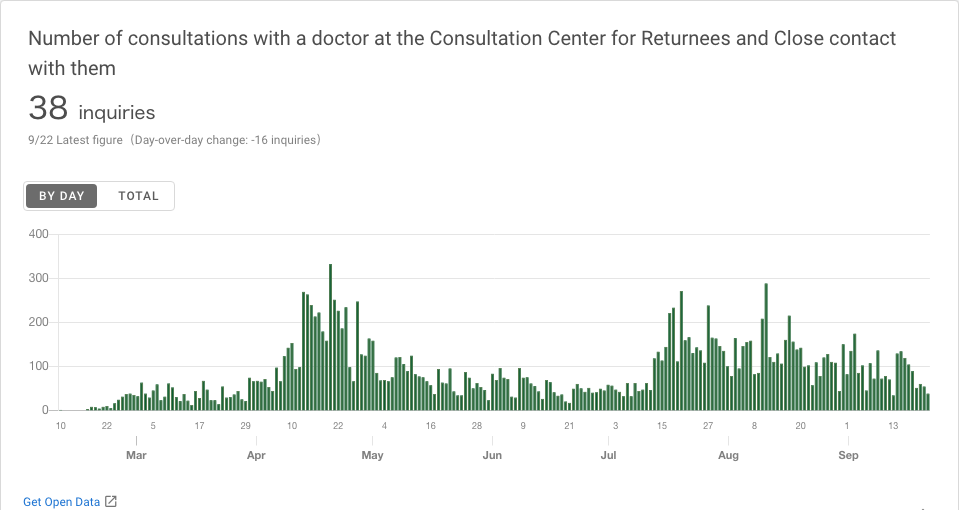 Number of consultations with a doctor at the Consultation Center for Returnees and Close contact
with them
38 inquiries
9/22 Latest figure（Day-over-day change: -16 inquiries）
BY DAY TOTAL
400
300
200
100
0
10 22 5 17 29 10 22 4 16 28 9 21 3 15 27 8 20 1 13
Mar Apr May Jun Jul Aug Sep
Get Open Data